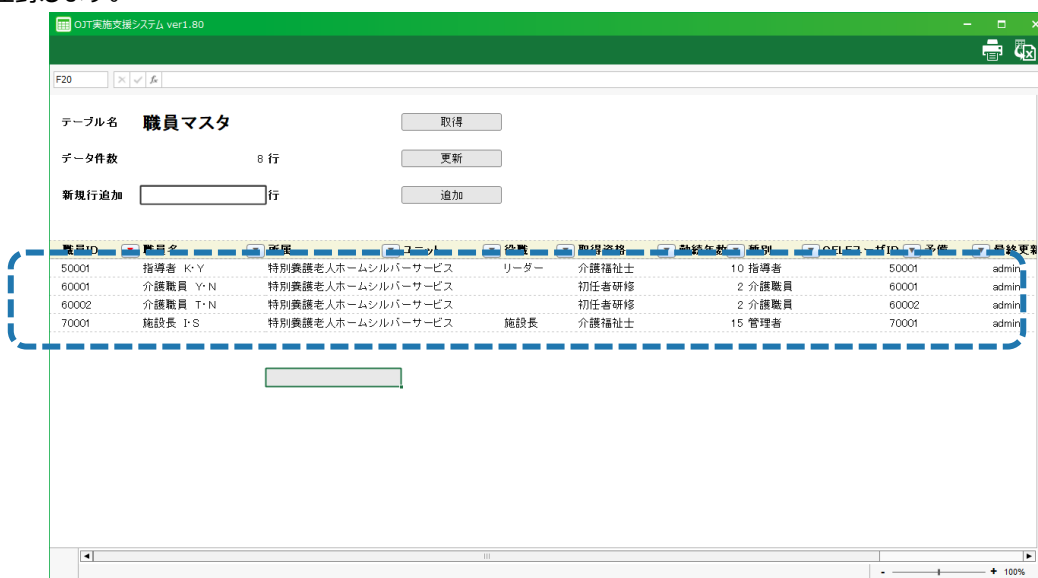 OJT実施支援システム ver1.80
F20
テーブル名 職員マスタ 取得
データ件数 8 行 更新
新規行追加 行 追加
職員ID 職員名 所属 ユニット 役職 取得資格 勤続年数 種別 予備
50001 指導者 K・Y 特別養護老人ホームシルバーサービス リーダー 介護福祉士 10 指導者 50001 admin
60001 介護職員 Y・N 特別養護老人ホームシルバーサービス 初任者研修 2 介護職員 60001 admin
60002 介護職員 T・N 特別養護老人ホームシルバーサービス 初任者研修 2 介護職員 60002 admin
70001 施設長 I・S 特別養護老人ホームシルバーサービス 施設長 介護福祉士 15 管理者 70001 admin
100%